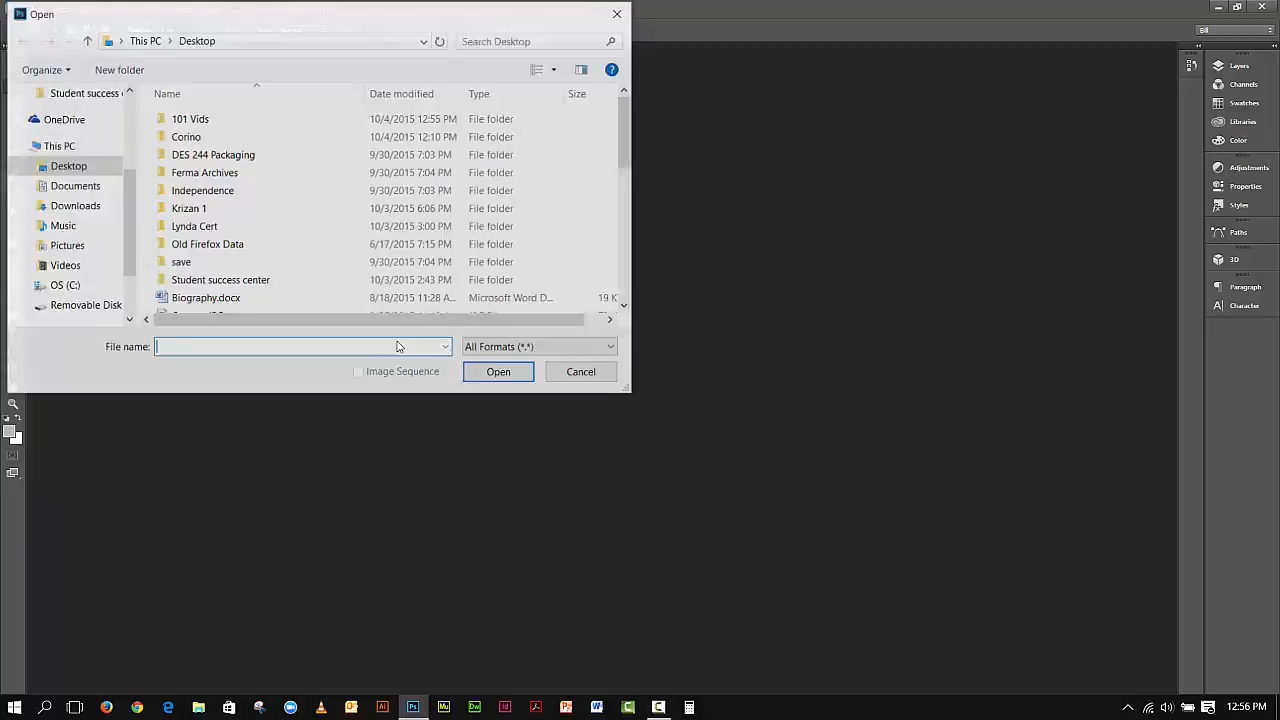 Ps Open
This PC > Desktop
Search Desktop
Bill
Organize
New folder
?
Name Date modified Type Size
Student success c
OneDrive
This PC
Desktop
Documents
Downloads
Music
Pictures
Videos
OS (C:)
Removable Disk
101 Vids 10/4/2015 12:55 PM File folder
Corino 10/4/2015 12:10 PM File folder
DES 244 Packaging 9/30/2015 7:03 PM File folder
Ferma Archives 9/30/2015 7:04 PM File folder
Independence 9/30/2015 7:03 PM File folder
Krizan 1 10/3/2015 6:06 PM File folder
Lynda Cert 10/3/2015 3:00 PM File folder
Old Firefox Data 6/17/2015 7:15 PM File folder
save 9/30/2015 7:04 PM File folder
Student success center 10/3/2015 2:43 PM File folder
Biography.docx 8/18/2015 11:28 A... Microsoft Word D... 19 K
File name:
All Formats (*.*)
Image Sequence
Open
Cancel
Layers
Channels
Swatches
Libraries
Color
Adjustments
Properties
Styles
Paths
3D
Paragraph
Character
Ai Ps Mu Dw Id
12:56 PM